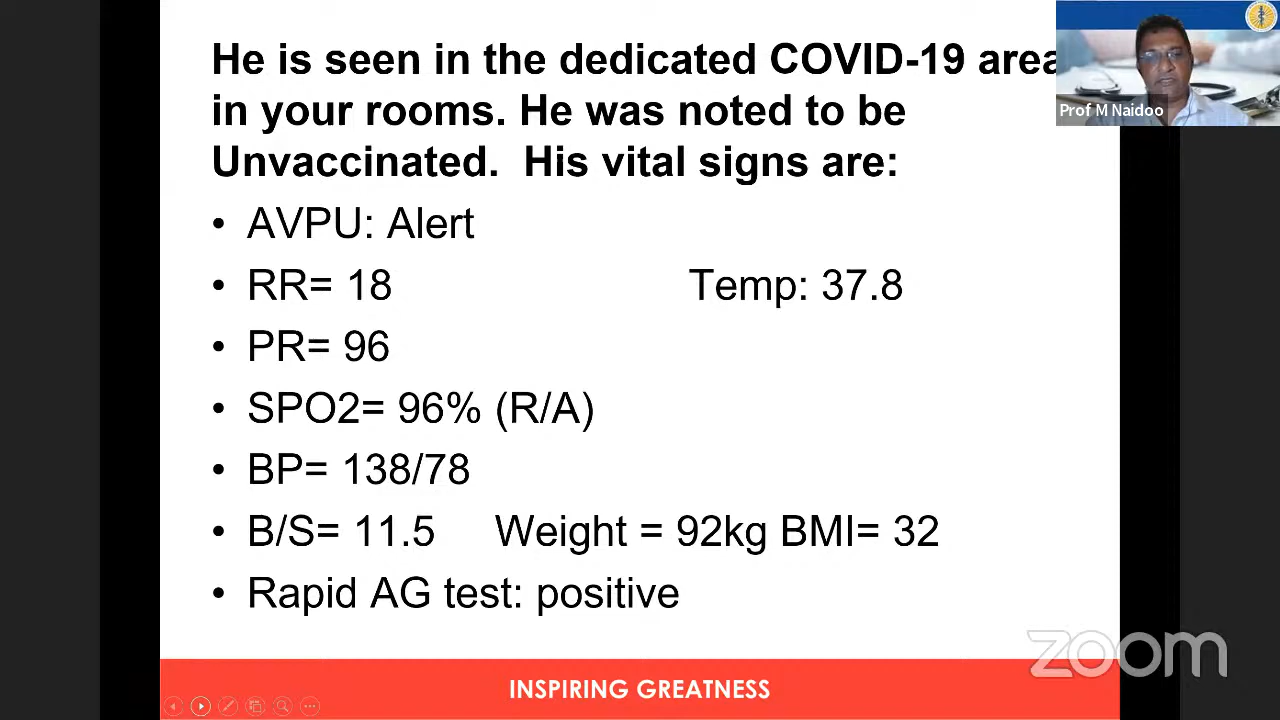 He is seen in the dedicated COVID-19 area
in your rooms. He was noted to be
Unvaccinated. His vital signs are:
• AVPU: Alert
• RR= 18 Temp: 37.8
• PR= 96
• SPO2= 96% (R/A)
• BP= 138/78
• B/S= 11.5 Weight = 92kg BMI= 32
• Rapid AG test: positive
INSPIRING GREATNESS
Prof M Naidoo
zoom